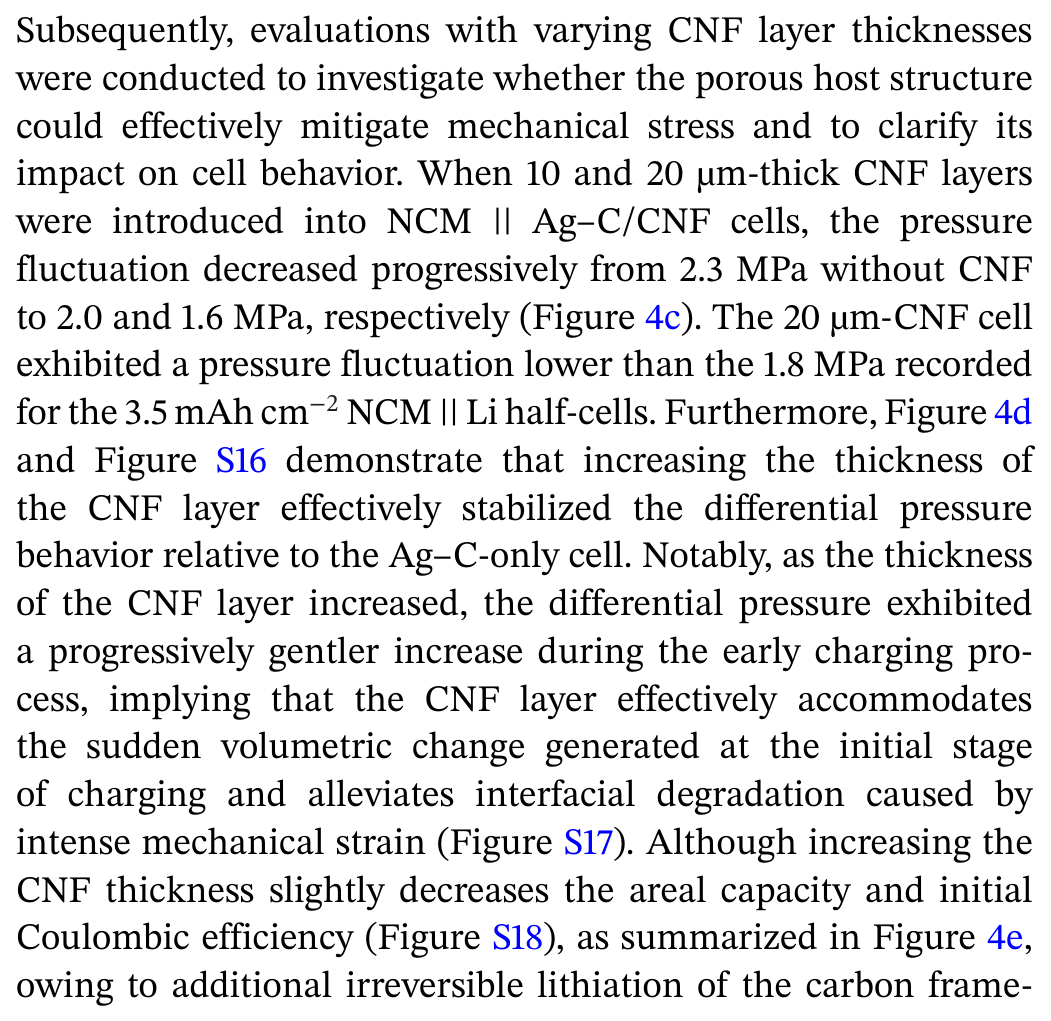 Subsequently, evaluations with varying CNF layer thicknesses
were conducted to investigate whether the porous host structure
could effectively mitigate mechanical stress and to clarify its
impact on cell behavior. When 10 and 20 μm-thick CNF layers
were introduced into NCM || Ag–C/CNF cells, the pressure
fluctuation decreased progressively from 2.3 MPa without CNF
to 2.0 and 1.6 MPa, respectively (Figure 4c). The 20 μm-CNF cell
exhibited a pressure fluctuation lower than the 1.8 MPa recorded
for the 3.5 mAh cm⁻² NCM || Li half-cells. Furthermore, Figure 4d
and Figure S16 demonstrate that increasing the thickness of
the CNF layer effectively stabilized the differential pressure
behavior relative to the Ag–C-only cell. Notably, as the thickness
of the CNF layer increased, the differential pressure exhibited
a progressively gentler increase during the early charging pro-
cess, implying that the CNF layer effectively accommodates
the sudden volumetric change generated at the initial stage
of charging and alleviates interfacial degradation caused by
intense mechanical strain (Figure S17). Although increasing the
CNF thickness slightly decreases the areal capacity and initial
Coulombic efficiency (Figure S18), as summarized in Figure 4e,
owing to additional irreversible lithiation of the carbon frame-